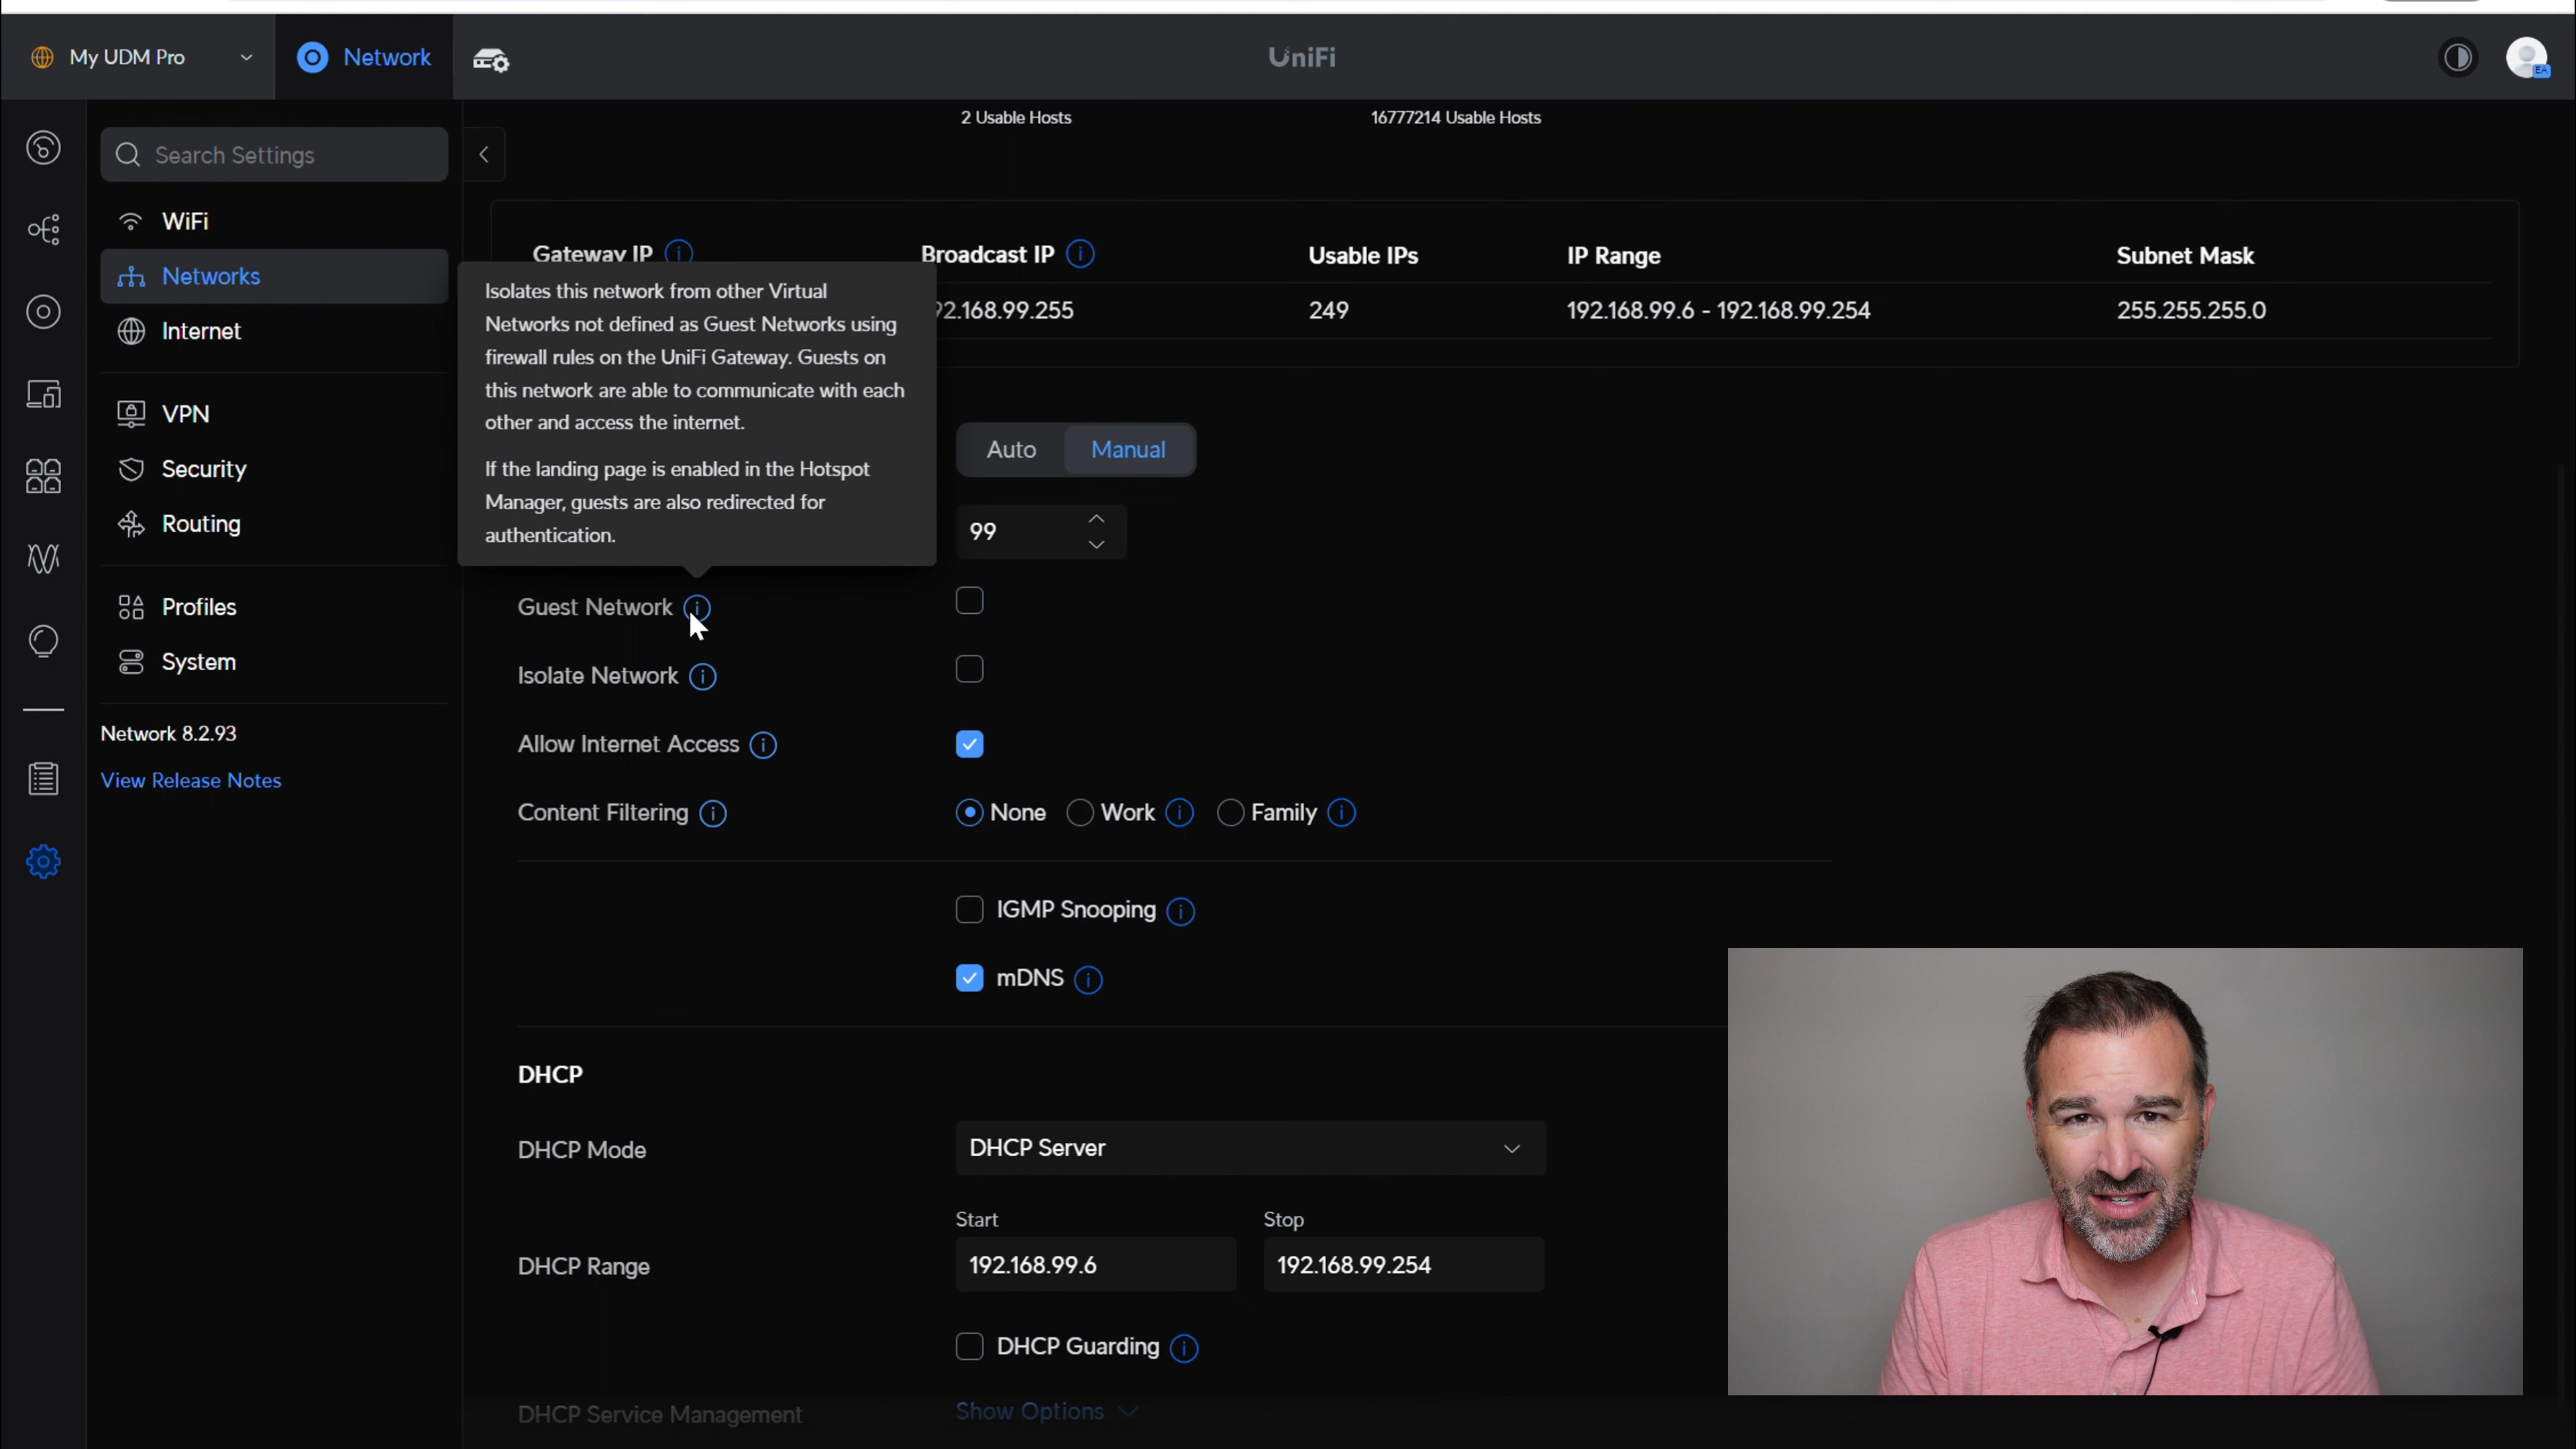 My UDM Pro
Network
UniFi
EA
2 Usable Hosts
16777214 Usable Hosts
Search Settings
WiFi
Networks
Internet
VPN
Security
Routing
Profiles
System
Network 8.2.93
View Release Notes
Gateway IP
Broadcast IP
Usable IPs
IP Range
Subnet Mask
92.168.99.255
249
192.168.99.6 - 192.168.99.254
255.255.255.0
Isolates this network from other Virtual
Networks not defined as Guest Networks using
firewall rules on the UniFi Gateway. Guests on
this network are able to communicate with each
other and access the internet.
If the landing page is enabled in the Hotspot
Manager, guests are also redirected for
authentication.
Auto
Manual
99
Guest Network
Isolate Network
Allow Internet Access
Content Filtering
None
Work
Family
IGMP Snooping
mDNS
DHCP
DHCP Mode
DHCP Server
Start
Stop
DHCP Range
192.168.99.6
192.168.99.254
DHCP Guarding
DHCP Service Management
Show Options